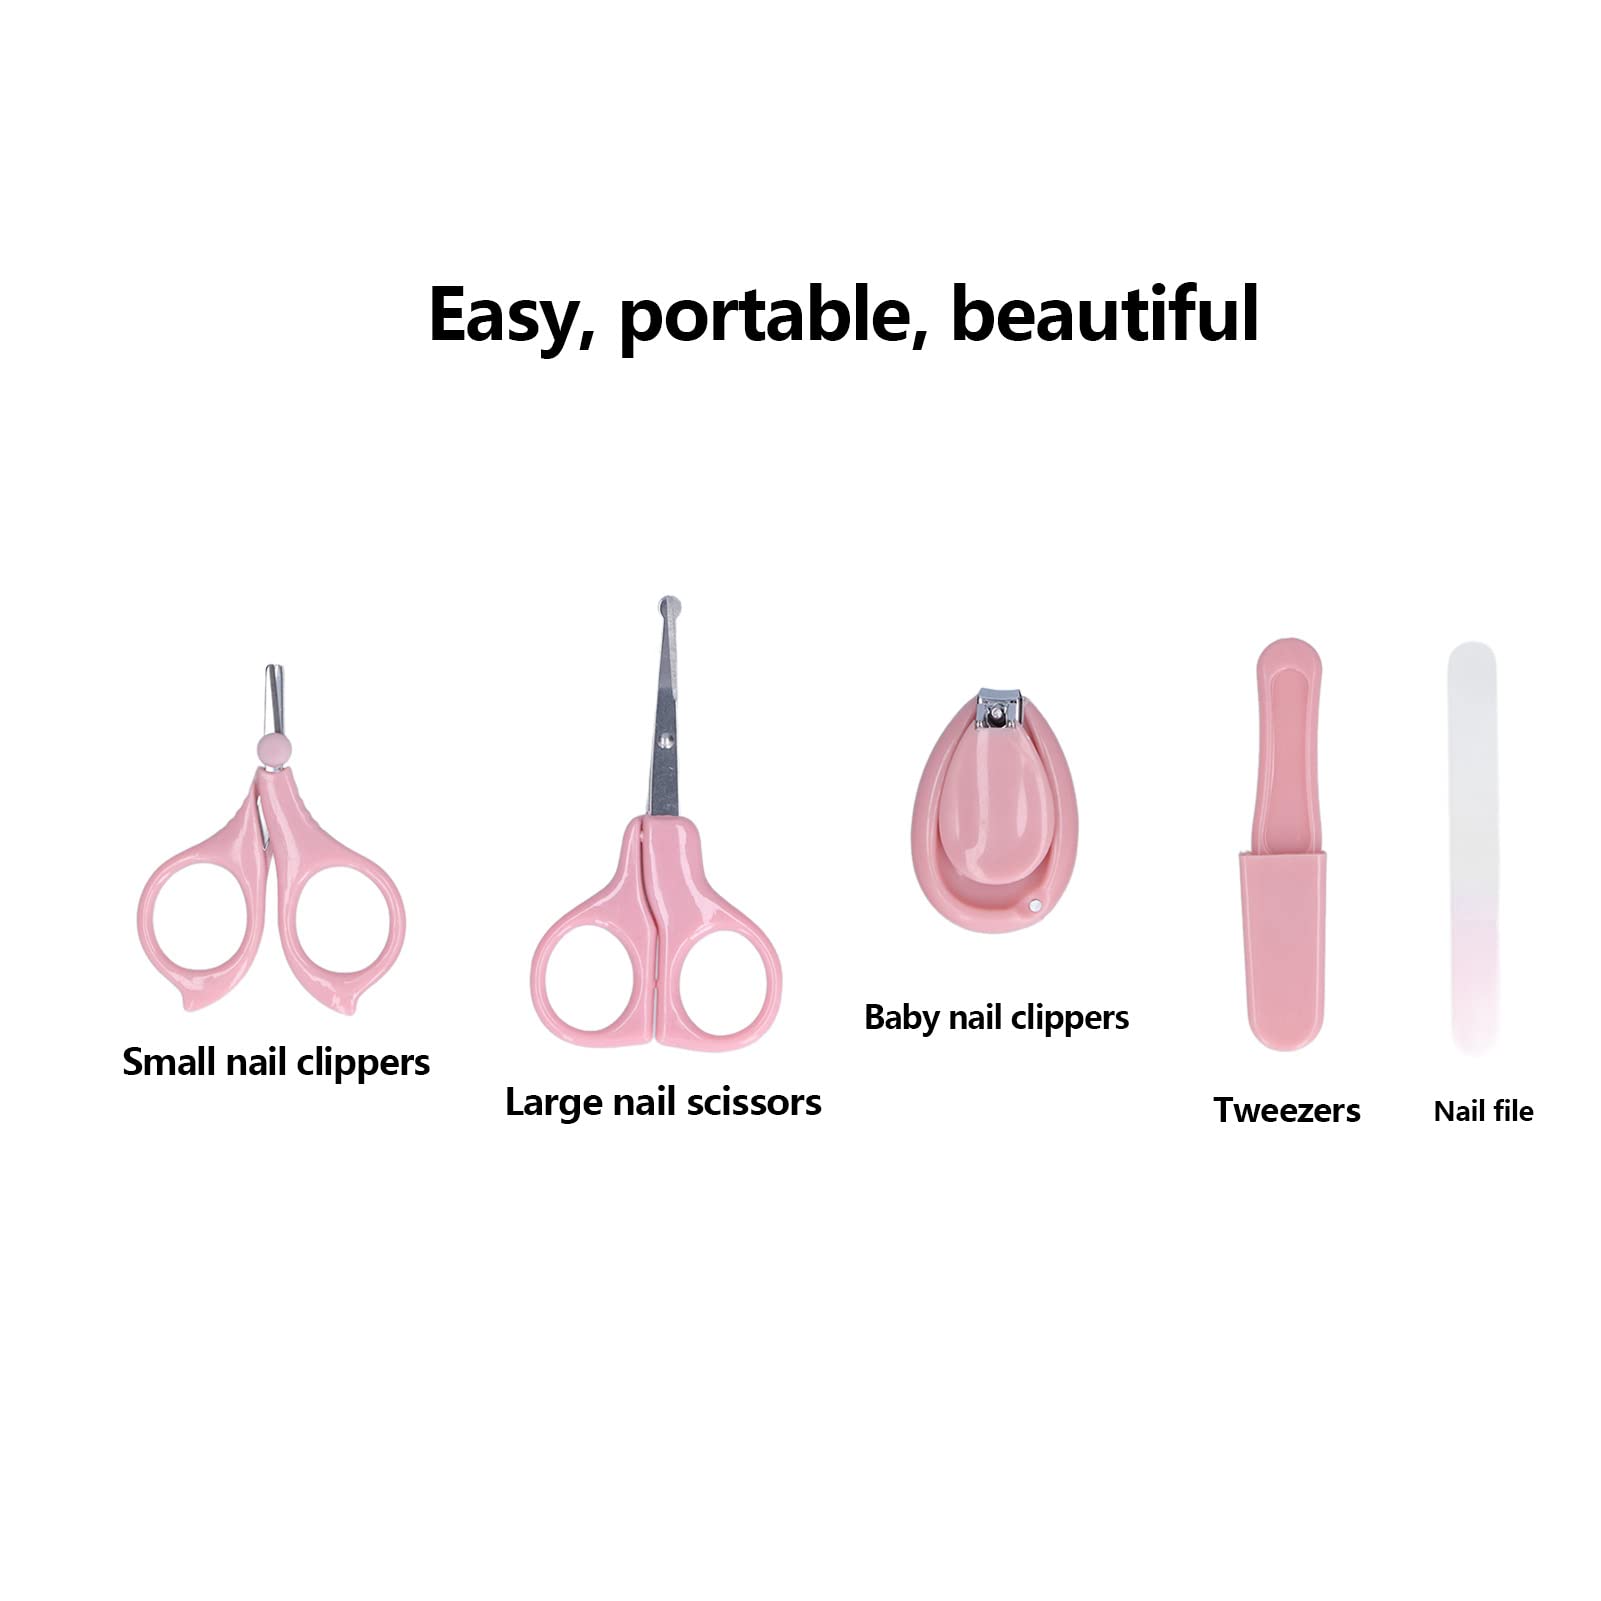 Easy, portable, beautiful
Small nail clippers
Large nail scissors
Baby nail clippers
Tweezers
Nail file